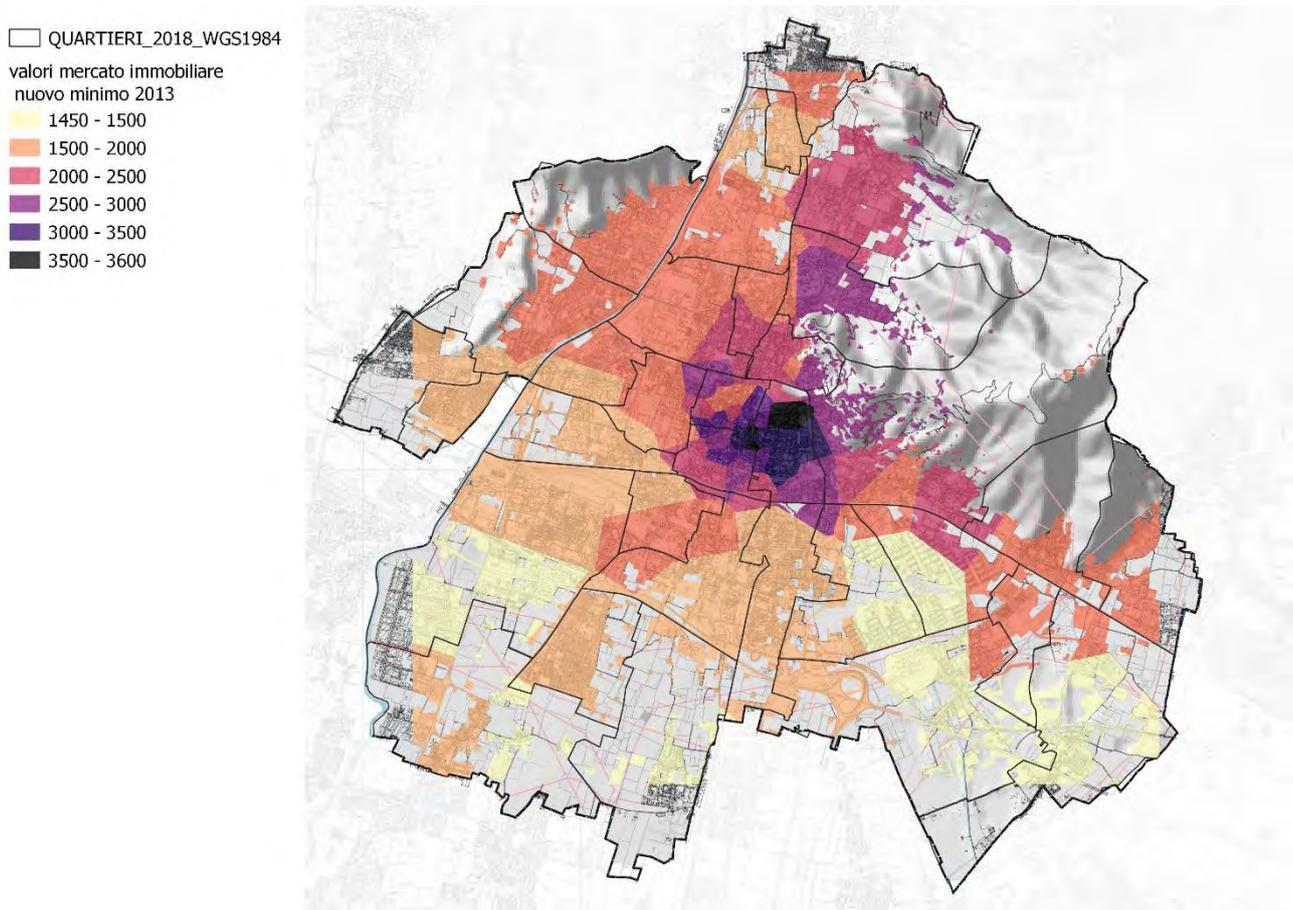 QUARTIERI_2018_WGS1984
valori mercato immobiliare
nuovo minimo 2013
1450 - 1500
1500 - 2000
2000 - 2500
2500 - 3000
3000 - 3500
3500 - 3600